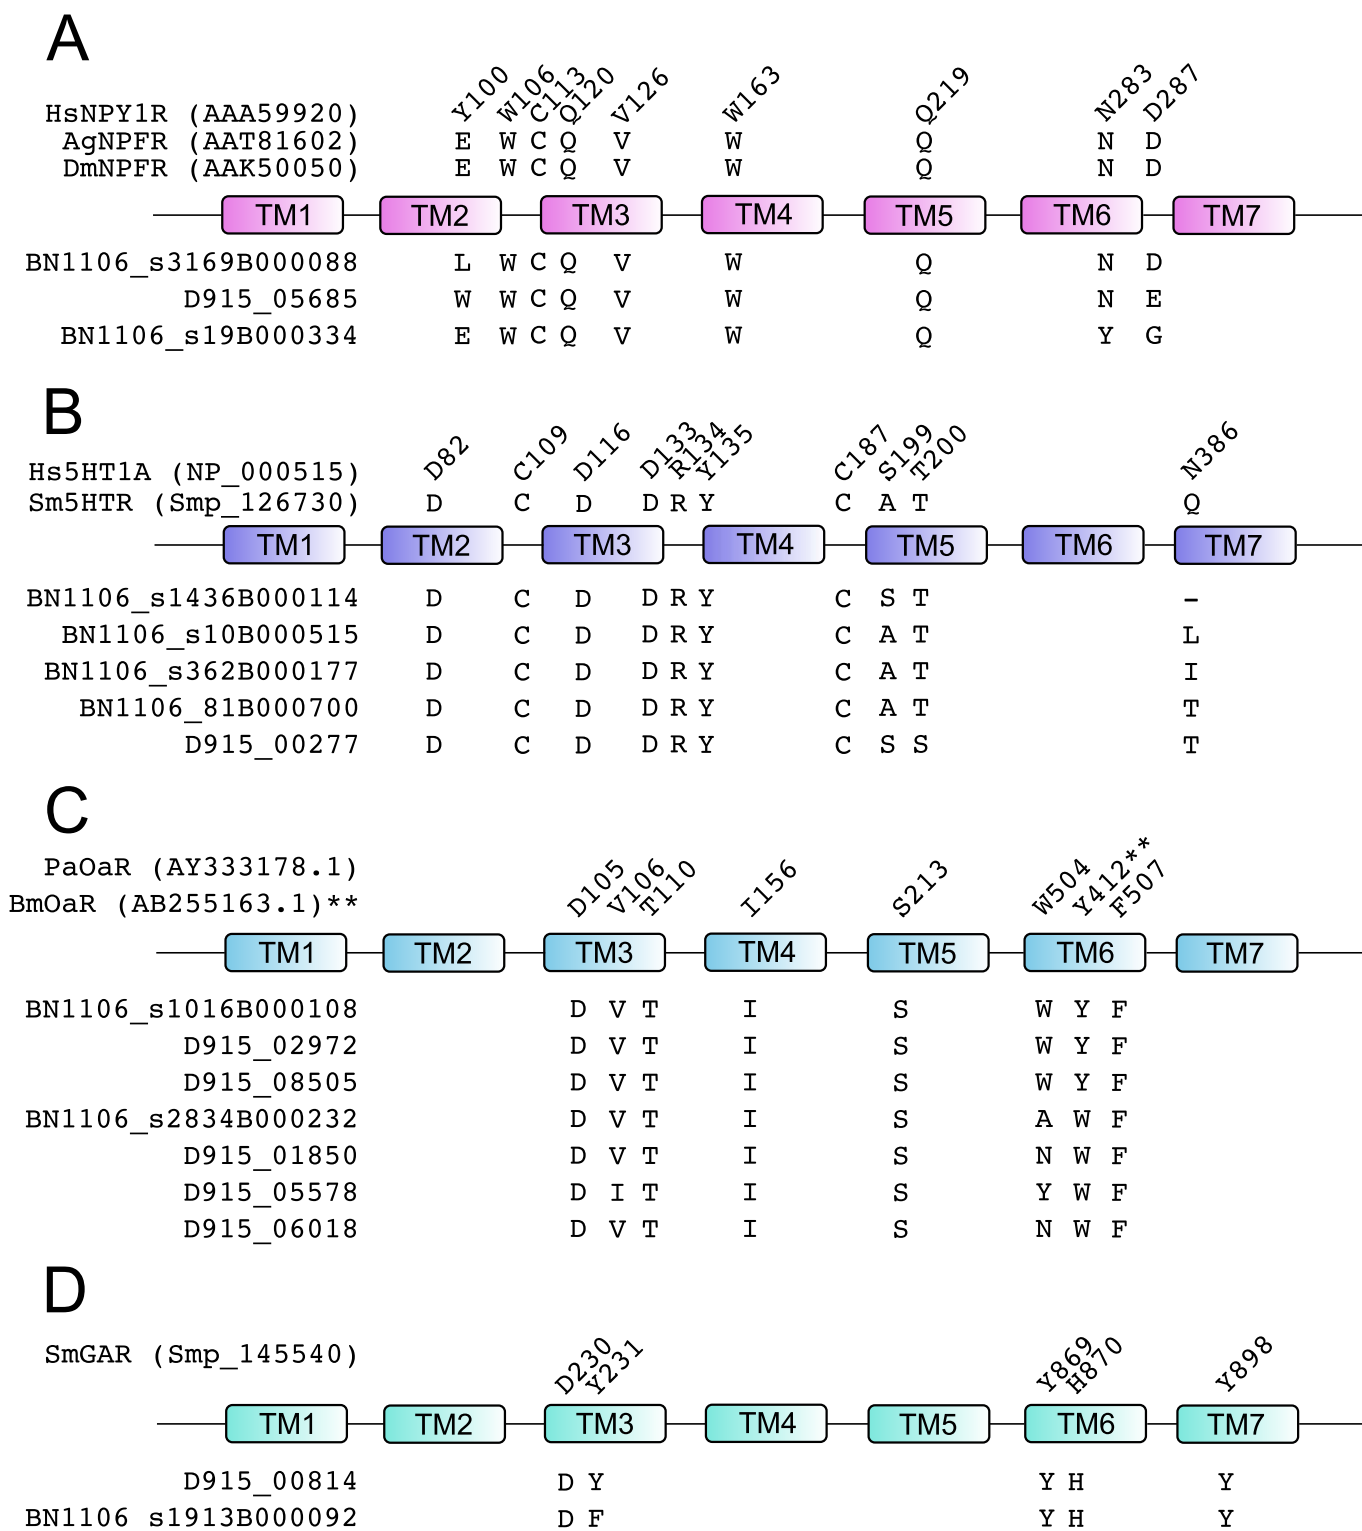 A
HsNPY1R (AAA59920) Y100 W106 C113 Q120 V126 W163 Q219 N283 D287
AgNPFR (AAT81602) E W C Q V W Q N D
DmNPFR (AAK50050) E W C Q V W Q N D
TM1 TM2 TM3 TM4 TM5 TM6 TM7
BN1106_s3169B000088 L W C Q V W Q N D
D915_05685 W W C Q V W Q N E
BN1106_s19B000334 E W C Q V W Q Y G
B
Hs5HT1A (NP_000515) D82 C109 D116 D133 R134 Y135 C187 S199 T200 N386
Sm5HTR (Smp_126730) D C D D R Y C A T Q
TM1 TM2 TM3 TM4 TM5 TM6 TM7
BN1106_s1436B000114 D C D D R Y C S T -
BN1106_s10B000515 D C D D R Y C A T L
BN1106_s362B000177 D C D D R Y C A T I
BN1106_81B000700 D C D D R Y C A T T
D915_00277 D C D D R Y C S S T
C
PaOaR (AY333178.1)
BmOaR (AB255163.1)** D105 V106 T110 I156 S213 W504 Y412** F507
TM1 TM2 TM3 TM4 TM5 TM6 TM7
BN1106_s1016B000108 D V T I S W Y F
D915_02972 D V T I S W Y F
D915_08505 D V T I S W Y F
BN1106_s2834B000232 D V T I S A W F
D915_01850 D V T I S N W F
D915_05578 D I T I S Y W F
D915_06018 D V T I S N W F
D
SmGAR (Smp_145540) D230 Y231 Y869 H870 Y898
TM1 TM2 TM3 TM4 TM5 TM6 TM7
D915_00814 D Y Y H Y
BN1106_s1913B000092 D F Y H Y